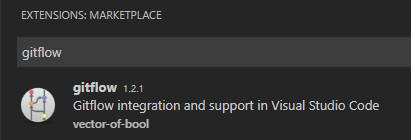 EXTENSIONS: MARKETPLACE
gitflow
gitflow 1.2.1
Gitflow integration and support in Visual Studio Code
vector-of-bool